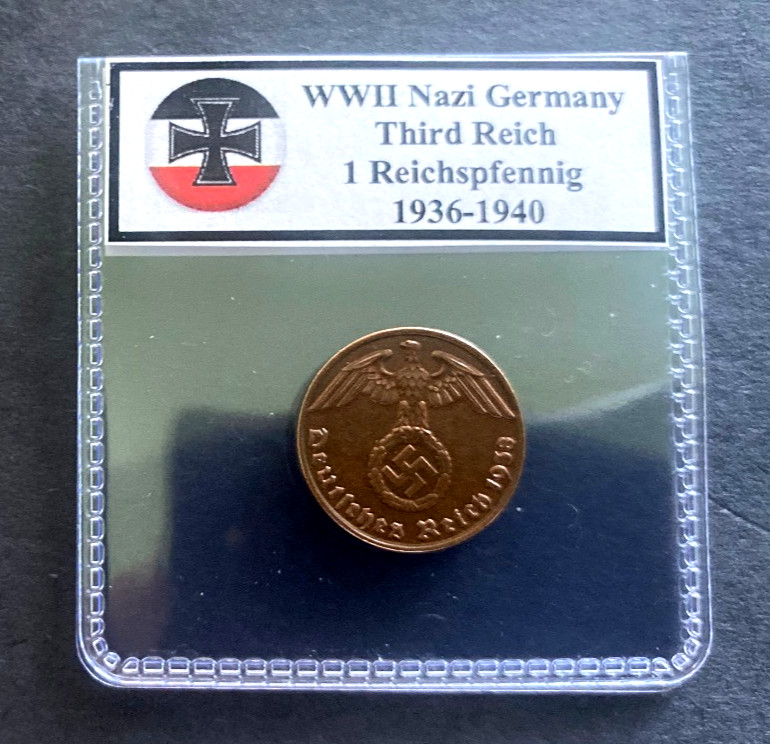 WWII Nazi Germany
Third Reich
1 Reichspfennig
1936-1940
Deutsches Reich 1938